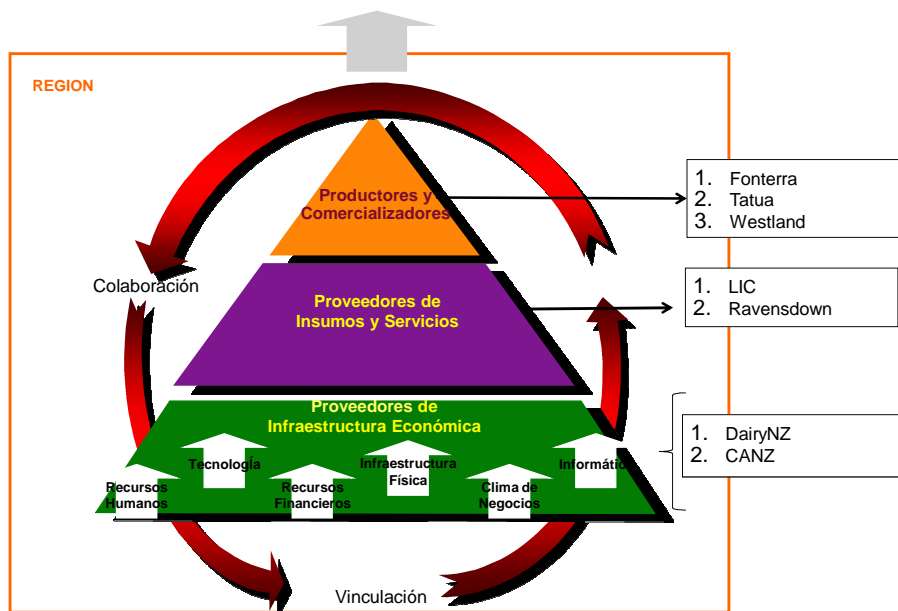 REGION
Productores y
Comercializadores
1. Fonterra
2. Tatua
3. Westland
Colaboración
Proveedores de
Insumos y Servicios
1. LIC
2. Ravensdown
Proveedores de
Infraestructura Económica
1. DairyNZ
2. CANZ
Tecnología
Infraestructura
Física
Informátic
Recursos
Humanos
Recursos
Financieros
Clima de
Negocios
Vinculación